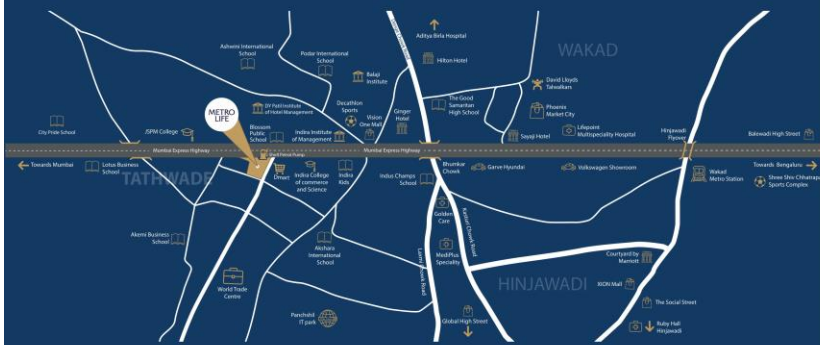 Aditya Birla Hospital
WAKAD
Ashemi International
School
Podar International
School
Hilton Hotel
Balaji
Institute
David Lloyds
Talwalkars
METRO
LIFE
DY Patil Institute
of Hotel Management
Decathlon
Sports
Vision
One Mall
Ginger
Hotel
The Good
Samaritan
High School
Phoenix
Market City
City Pride School
JSPM College
Blossom
Public
School
Indira Institute
of Management
Sayaji Hotel
Lifepoint
Multispeciality Hospital
Hinjawadi
Flyover
Balewadi High Street
Mumbai Express Highway
Mumbai Express Highway
Towards Mumbai
Lotus Business
School
TATHWADE
Dmart
Indira College
of commerce
and Science
Indira
Kids
Indus Champs
School
Bhumkar
Chowk
Garve Hyundai
Volkswagen Showroom
Wakad
Metro Station
Towards Bengaluru
Shree Shiv Chhatrapati
Sports Complex
Golden
Care
Akemi Business
School
Akshara
International
School
MediPlus
Speciality
Laxmi Chowk Road
Kasturi Chowk Road
Courtyard by
Marriott
World Trade
Centre
HINJAWADI
XION Mall
The Social Street
Panchshil
IT park
Global High Street
Ruby Hall
Hinjawadi